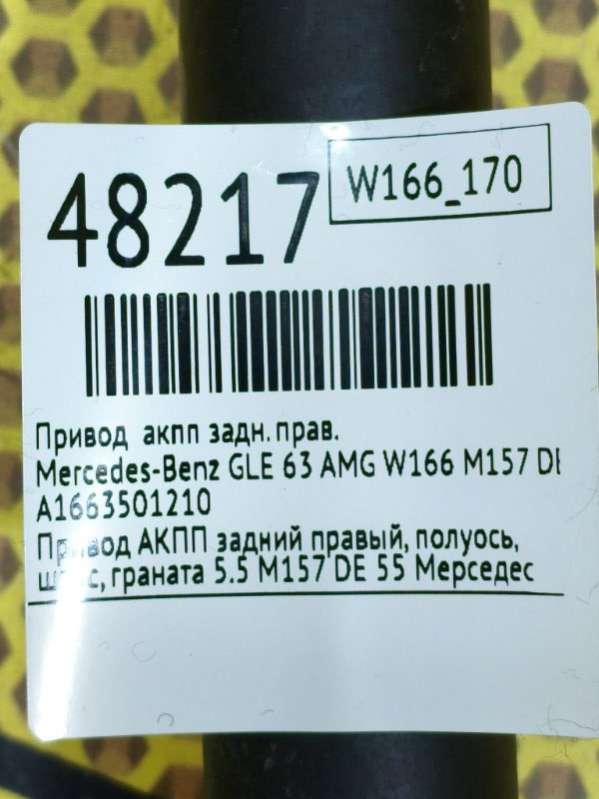 48217
W166_170
Привод акпп задн. прав.
Mercedes-Benz GLE 63 AMG W166 M157 DE
A1663501210
Привод АКПП задний правый, полуось,
граната 5.5 M157 DE 55 Мерседес